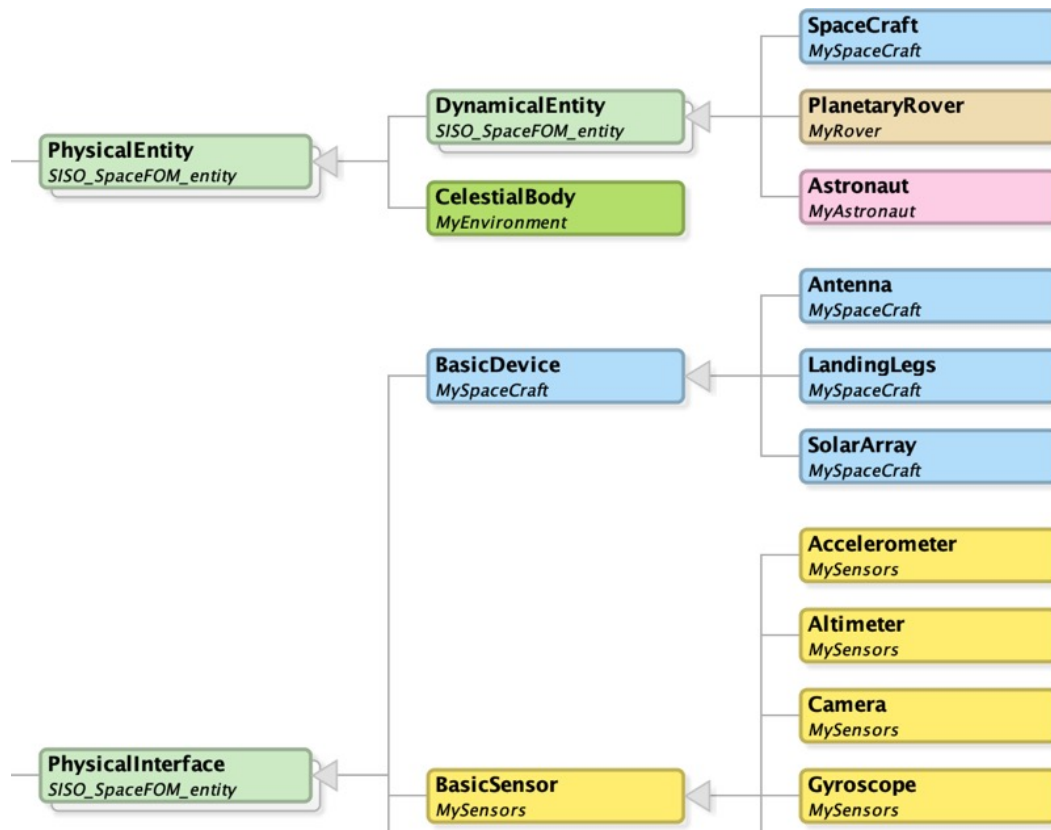 SpaceCraft
MySpaceCraft
DynamicalEntity
SISO_SpaceFOM_entity
PlanetaryRover
MyRover
PhysicalEntity
SISO_SpaceFOM_entity
CelestialBody
MyEnvironment
Astronaut
MyAstronaut
Antenna
MySpaceCraft
BasicDevice
MySpaceCraft
LandingLegs
MySpaceCraft
SolarArray
MySpaceCraft
Accelerometer
MySensors
Altimeter
MySensors
Camera
MySensors
PhysicalInterface
SISO_SpaceFOM_entity
BasicSensor
MySensors
Gyroscope
MySensors